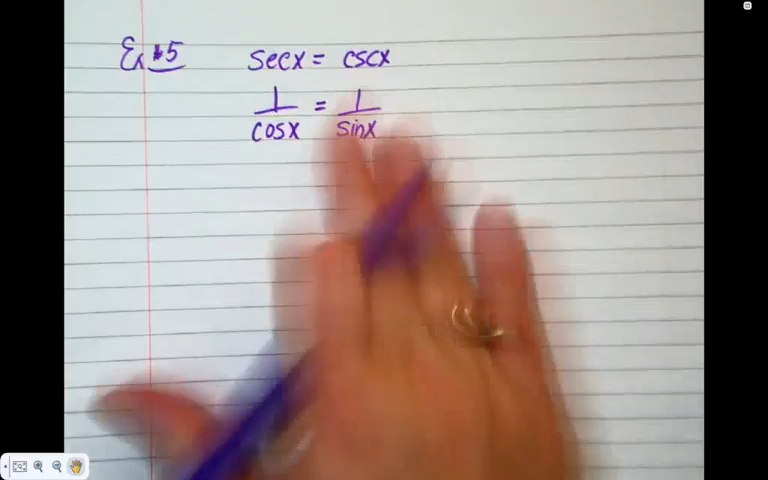 Ex #5 secx = cscx
1/cosx = 1/sinx